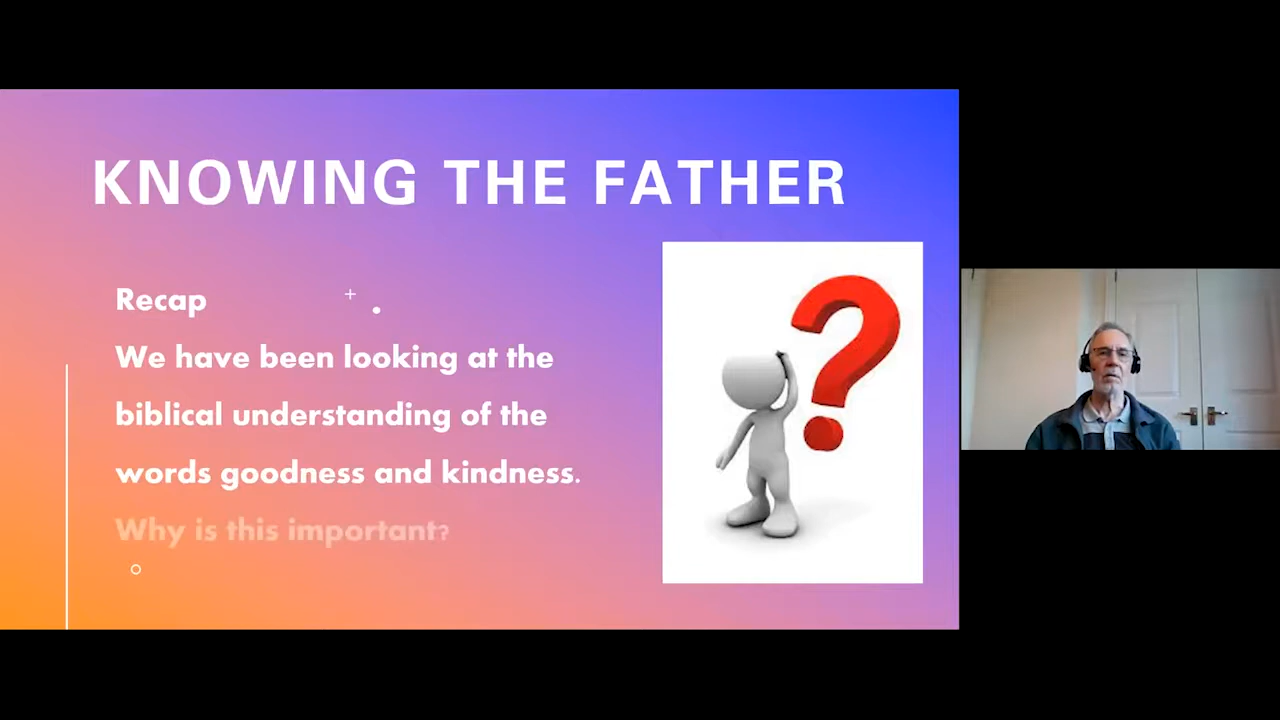 KNOWING THE FATHER
Recap
We have been looking at the
biblical understanding of the
words goodness and kindness.
Why is this important?